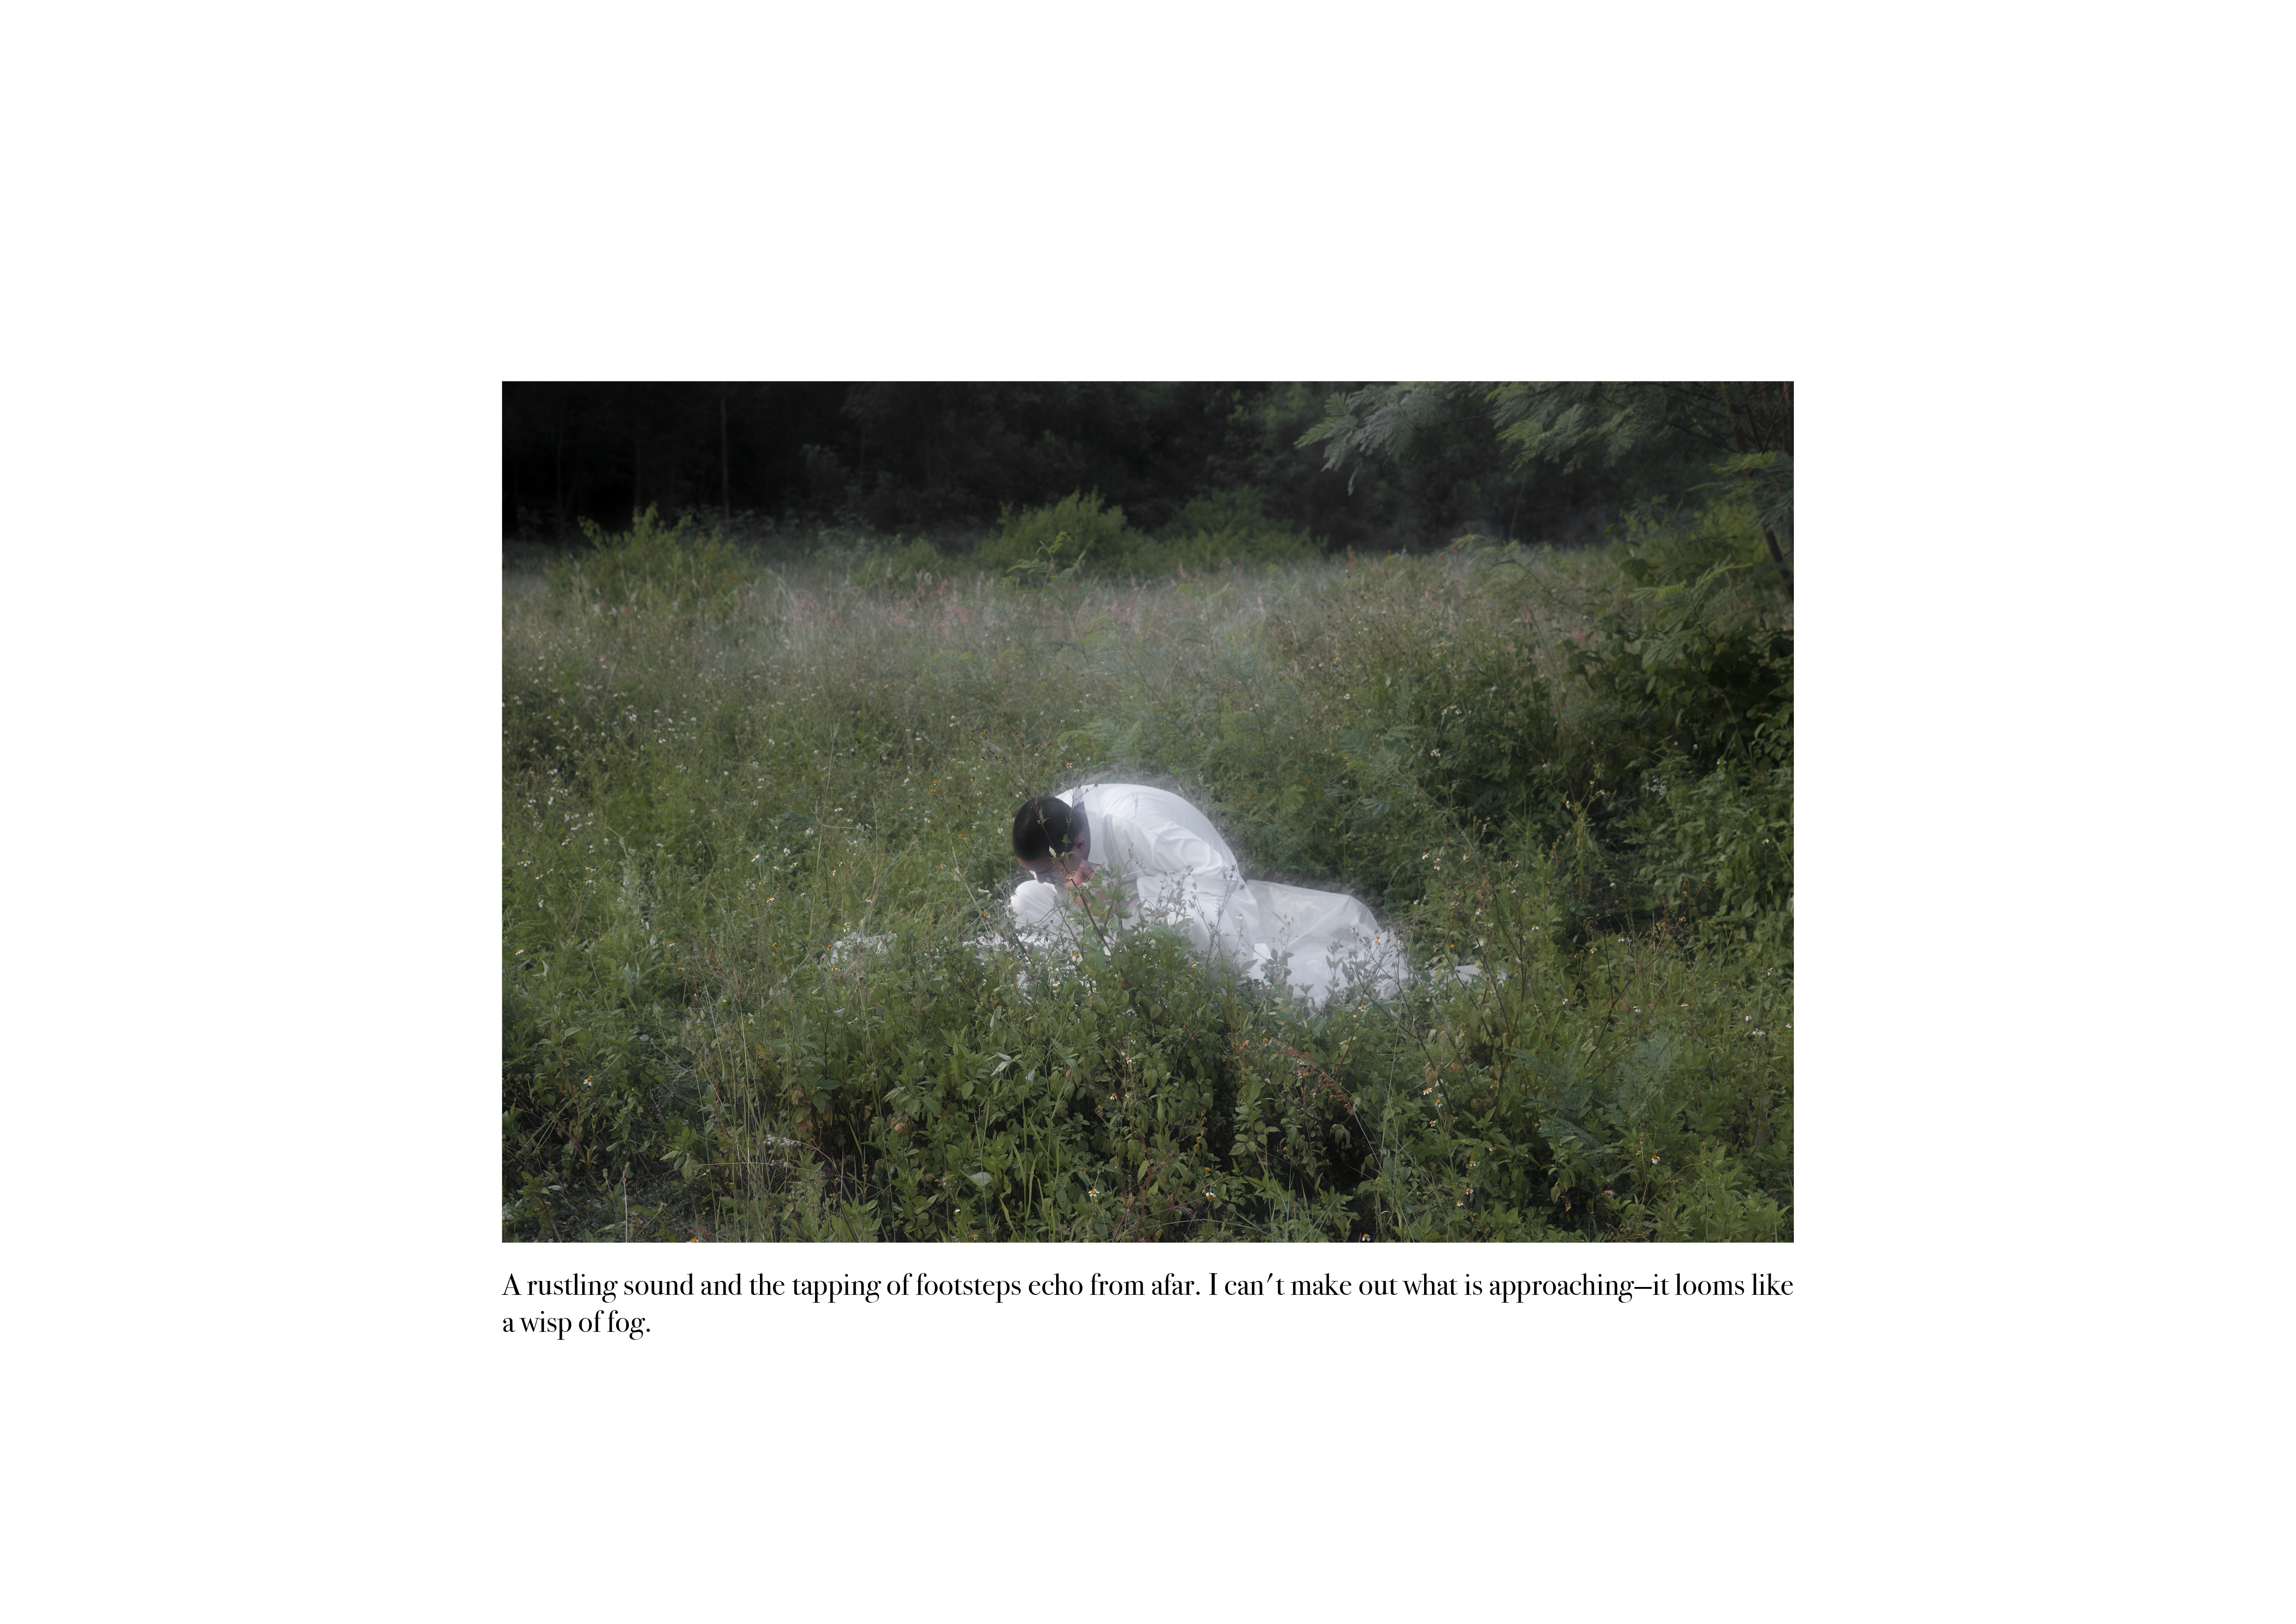 A rustling sound and the tapping of footsteps echo from afar. I can't make out what is approaching—it looms like
a wisp of fog.